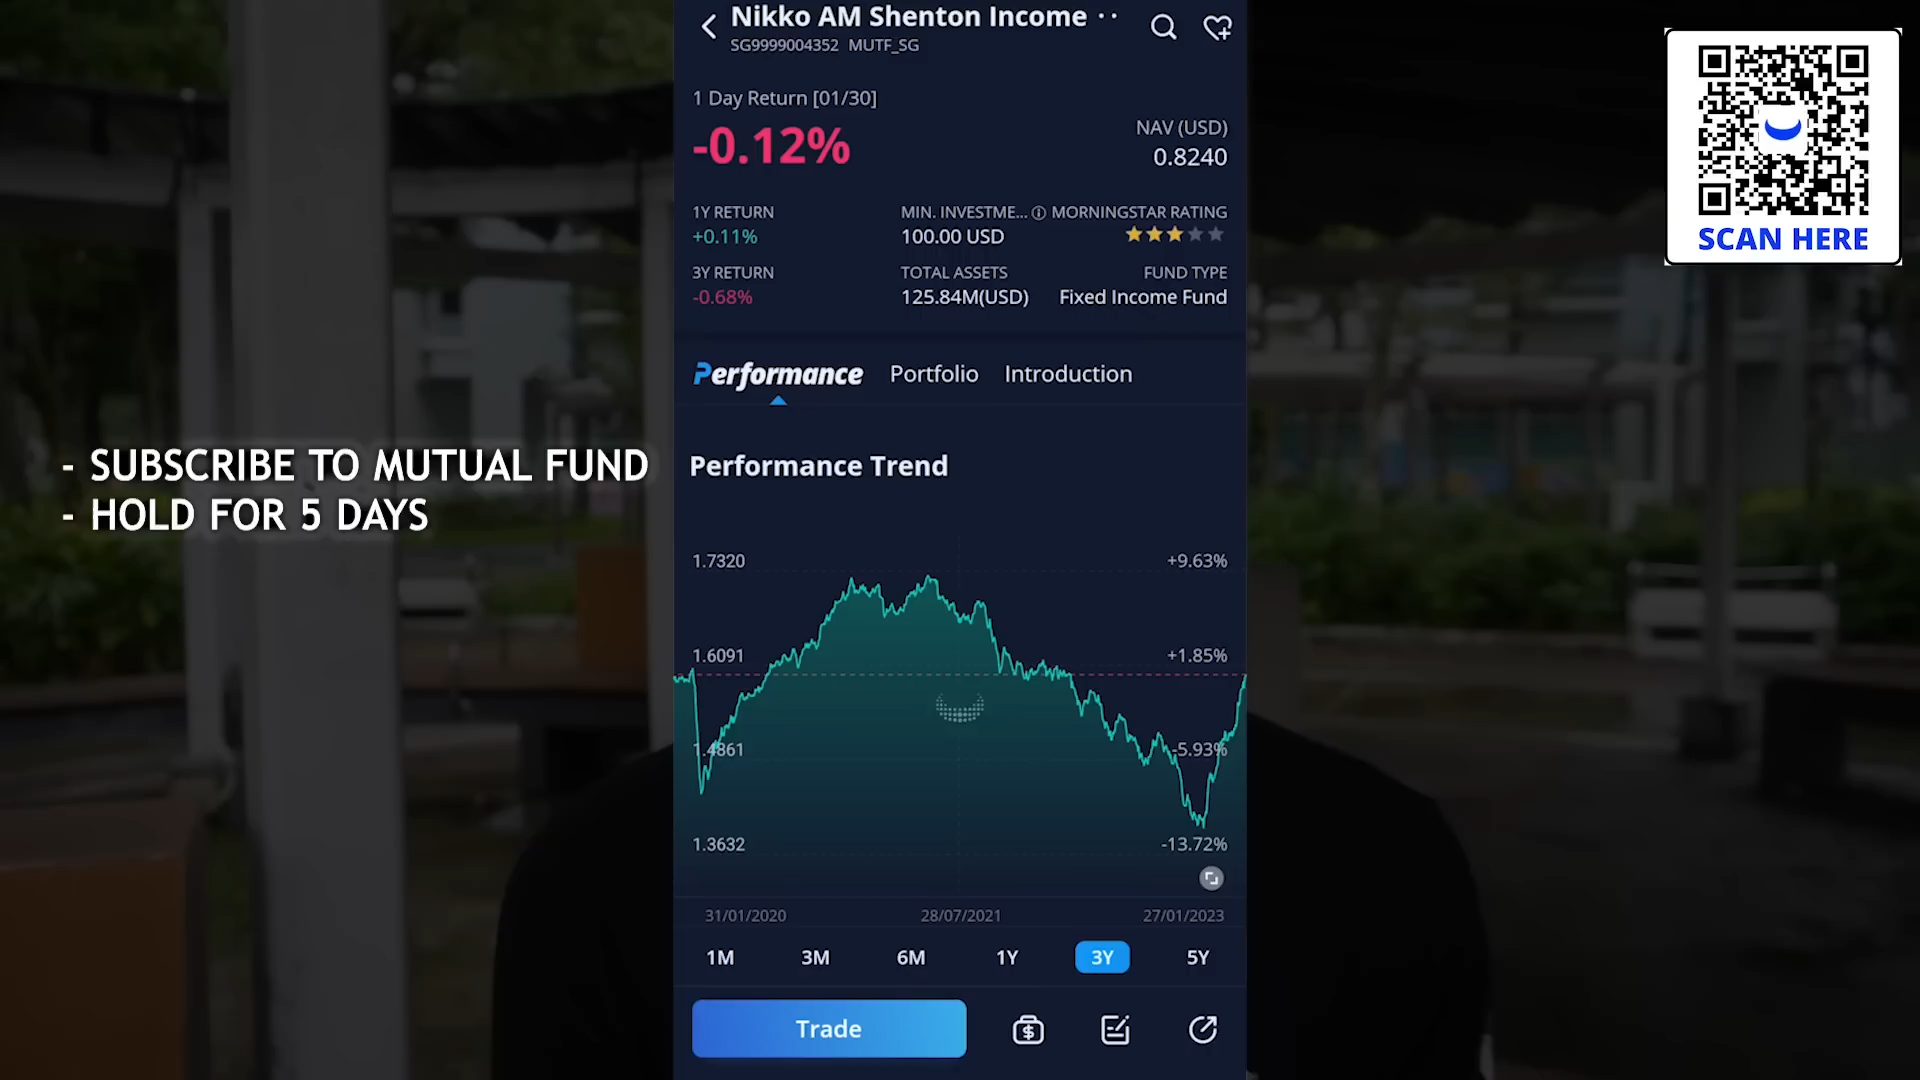 Nikko AM Shenton Income ··
SG9999004352 MUTF_SG
1 Day Return [01/30]
-0.12%
NAV (USD)
0.8240
1Y RETURN
+0.11%
MIN. INVESTME...
100.00 USD
MORNINGSTAR RATING
3Y RETURN
-0.68%
TOTAL ASSETS
125.84M(USD)
FUND TYPE
Fixed Income Fund
Performance Portfolio Introduction
Performance Trend
1.7320 +9.63%
1.6091 +1.85%
1.4861 -5.93%
1.3632 -13.72%
31/01/2020 28/07/2021 27/01/2023
1M 3M 6M 1Y 3Y 5Y
Trade
- SUBSCRIBE TO MUTUAL FUND
- HOLD FOR 5 DAYS
SCAN HERE